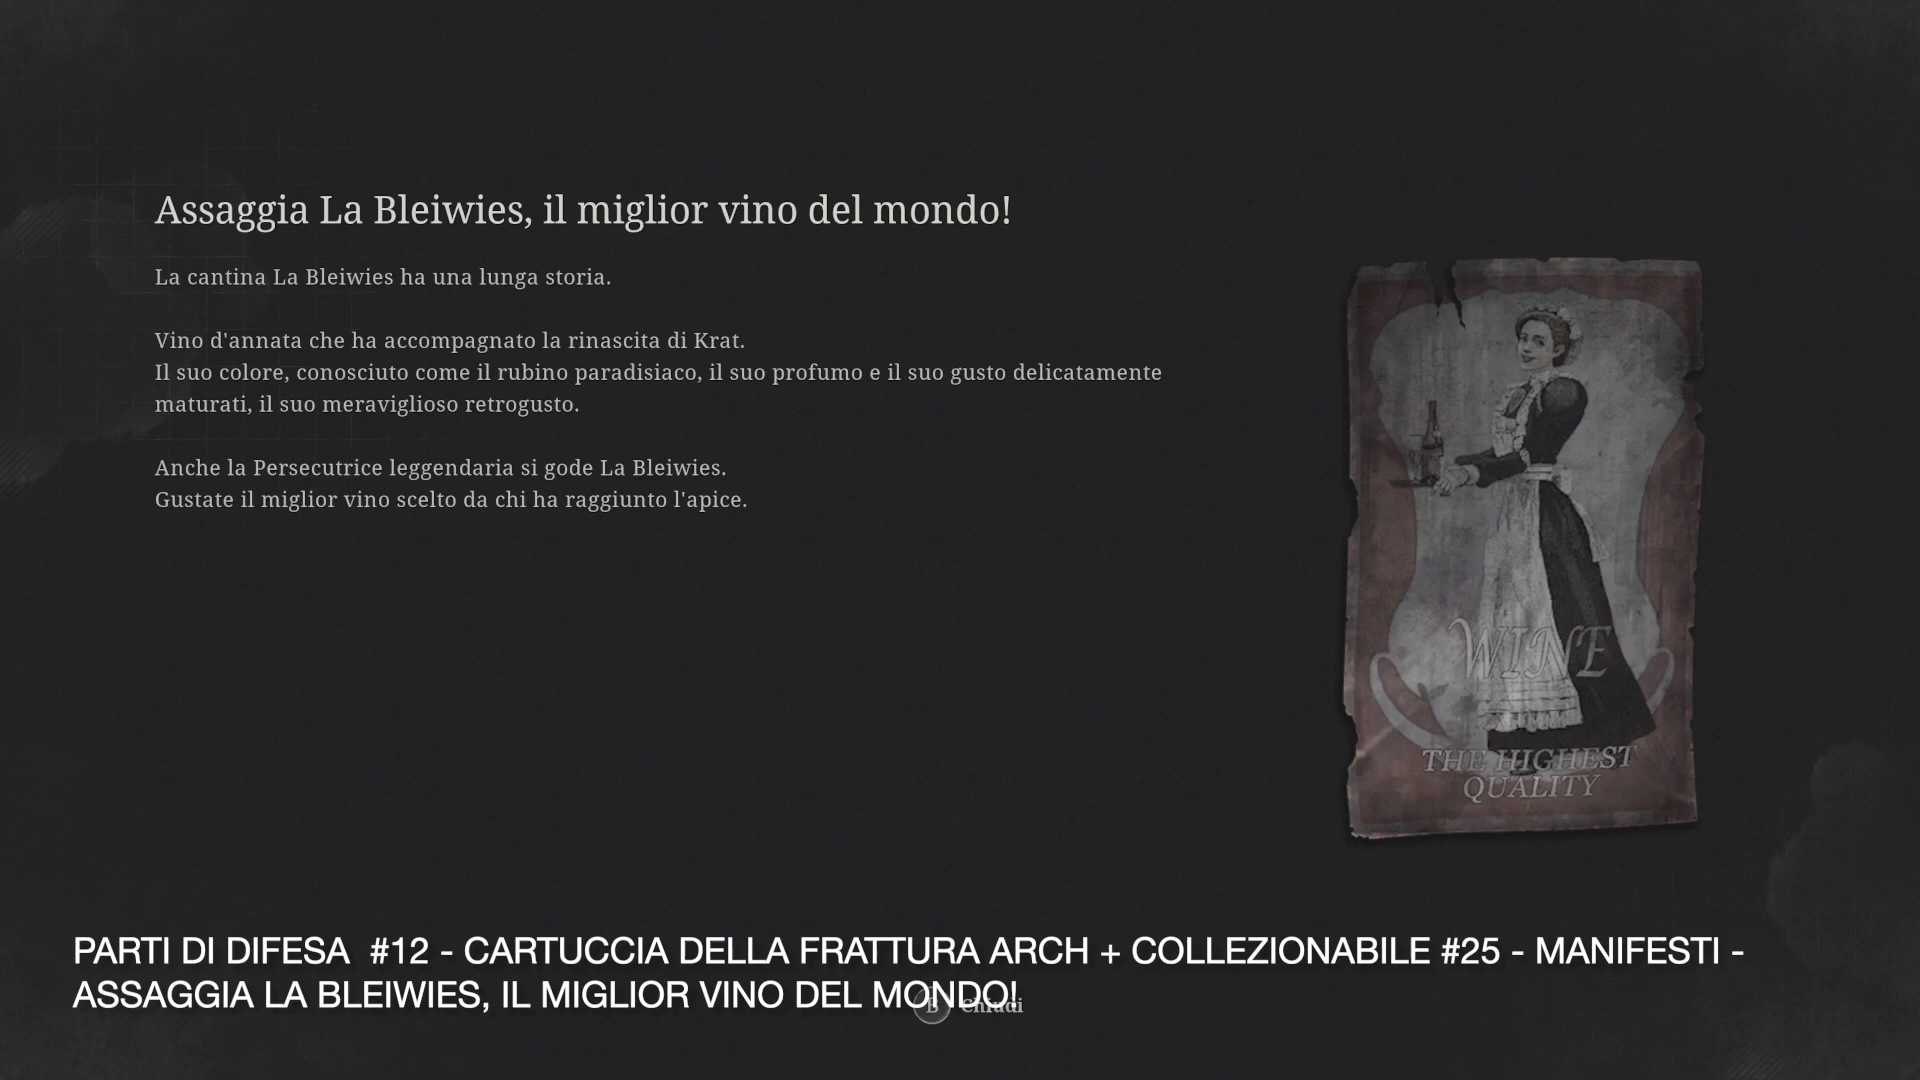 Assaggia La Bleiwies, il miglior vino del mondo!
La cantina La Bleiwies ha una lunga storia.
Vino d'annata che ha accompagnato la rinascita di Krat.
Il suo colore, conosciuto come il rubino paradisiaco, il suo profumo e il suo gusto delicatamente
maturati, il suo meraviglioso retrogusto.
Anche la Persecutrice leggendaria si gode La Bleiwies.
Gustate il miglior vino scelto da chi ha raggiunto l'apice.
WINE
THE HIGHEST
QUALITY
PARTI DI DIFESA  #12 - CARTUCCIA DELLA FRATTURA ARCH + COLLEZIONABILE #25 - MANIFESTI -
ASSAGGIA LA BLEIWIES, IL MIGLIOR VINO DEL MONDO!
B Chiudi